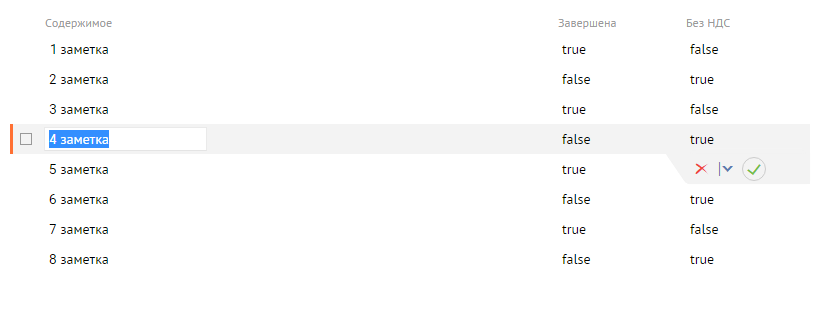 Содержимое Завершена Без НДС
1 заметка true false
2 заметка false true
3 заметка true false
4 заметка false true
5 заметка true
6 заметка false true
7 заметка true false
8 заметка false true